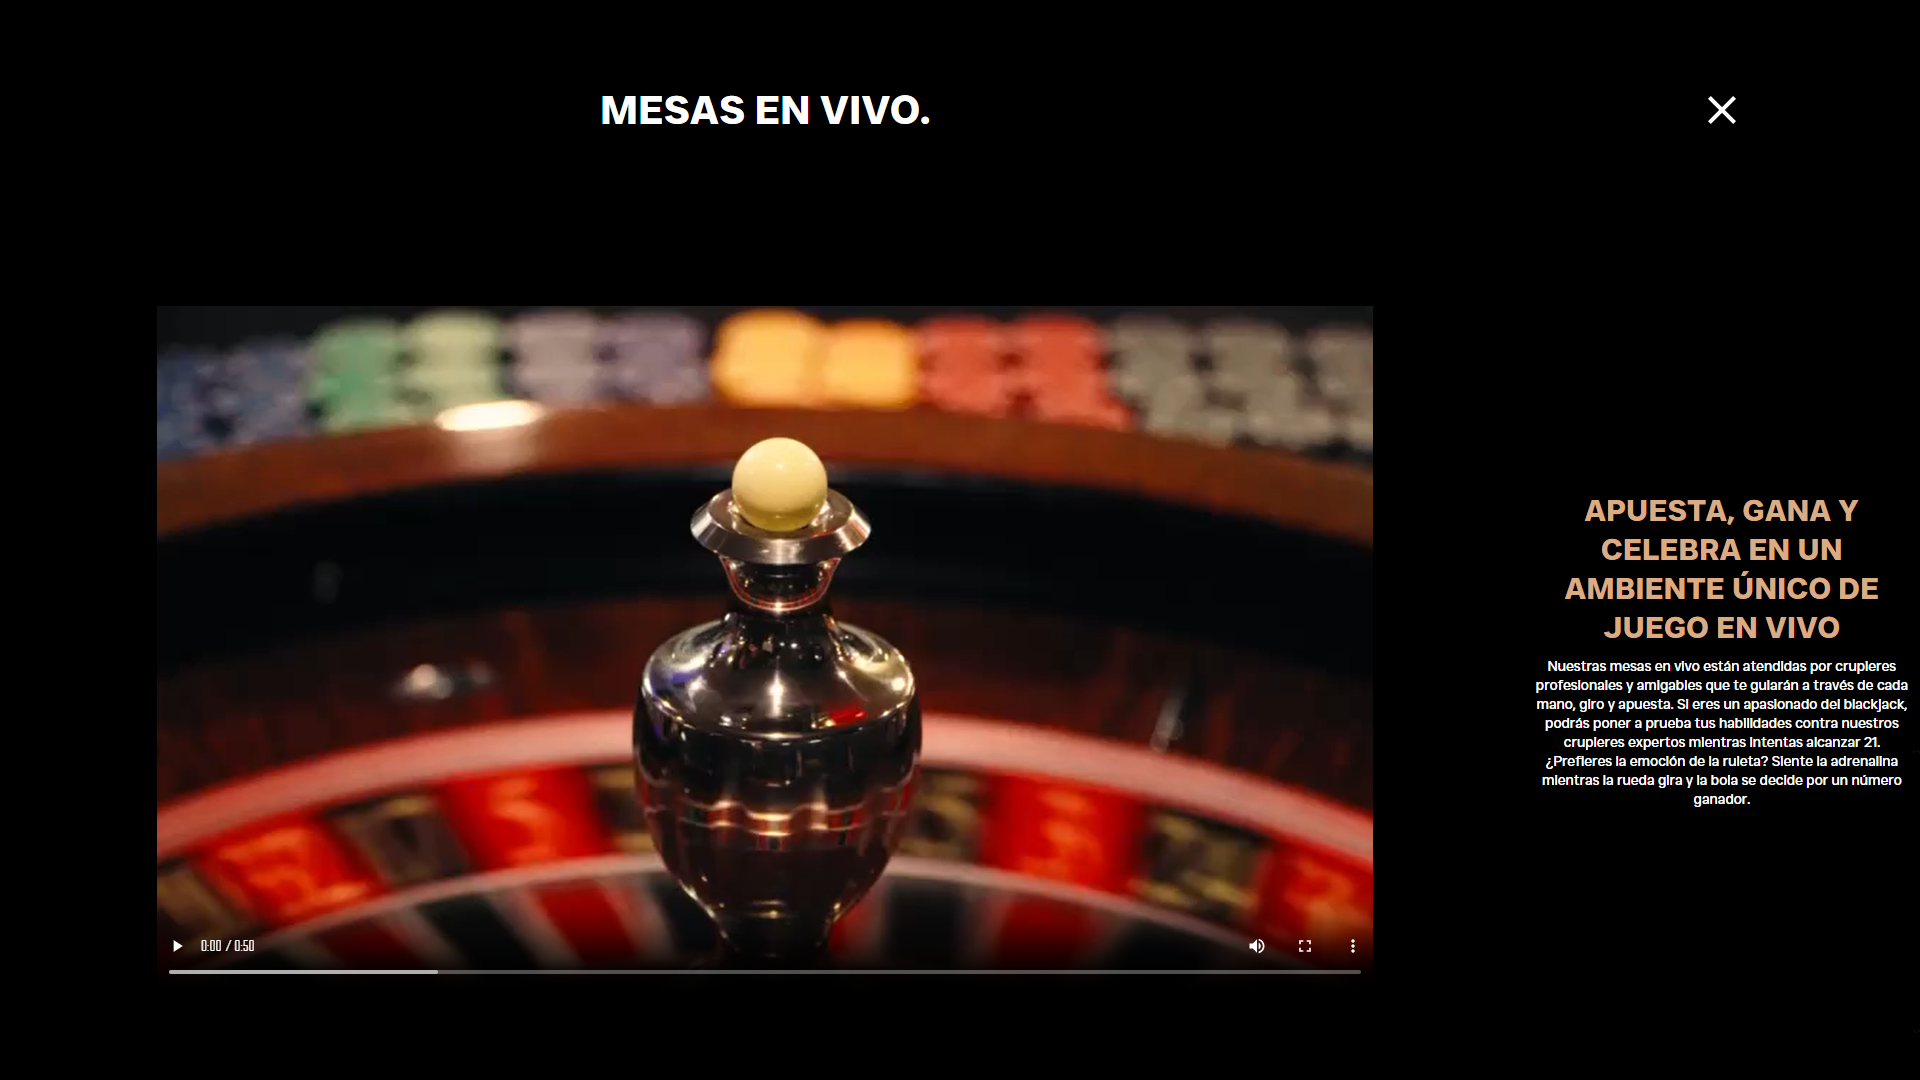 MESAS EN VIVO.
0:00 / 0:50
APUESTA, GANA Y
CELEBRA EN UN
AMBIENTE ÚNICO DE
JUEGO EN VIVO
Nuestras mesas en vivo están atendidas por crupieres
profesionales y amigables que te guiarán a través de cada
mano, giro y apuesta. Si eres un apasionado del blackjack,
podrás poner a prueba tus habilidades contra nuestros
crupieres expertos mientras intentas alcanzar 21.
¿Prefieres la emoción de la ruleta? Siente la adrenalina
mientras la rueda gira y la bola se decide por un número
ganador.